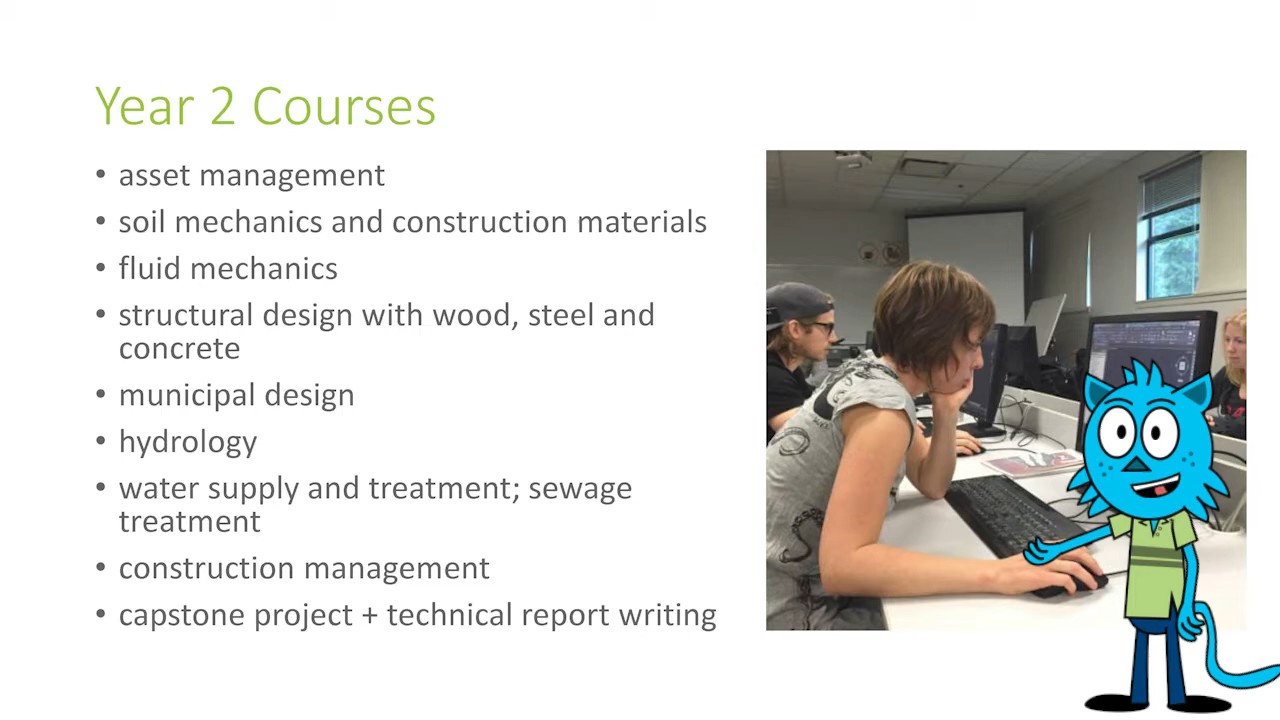 Year 2 Courses
• asset management
• soil mechanics and construction materials
• fluid mechanics
• structural design with wood, steel and
concrete
• municipal design
• hydrology
• water supply and treatment; sewage
treatment
• construction management
• capstone project + technical report writing